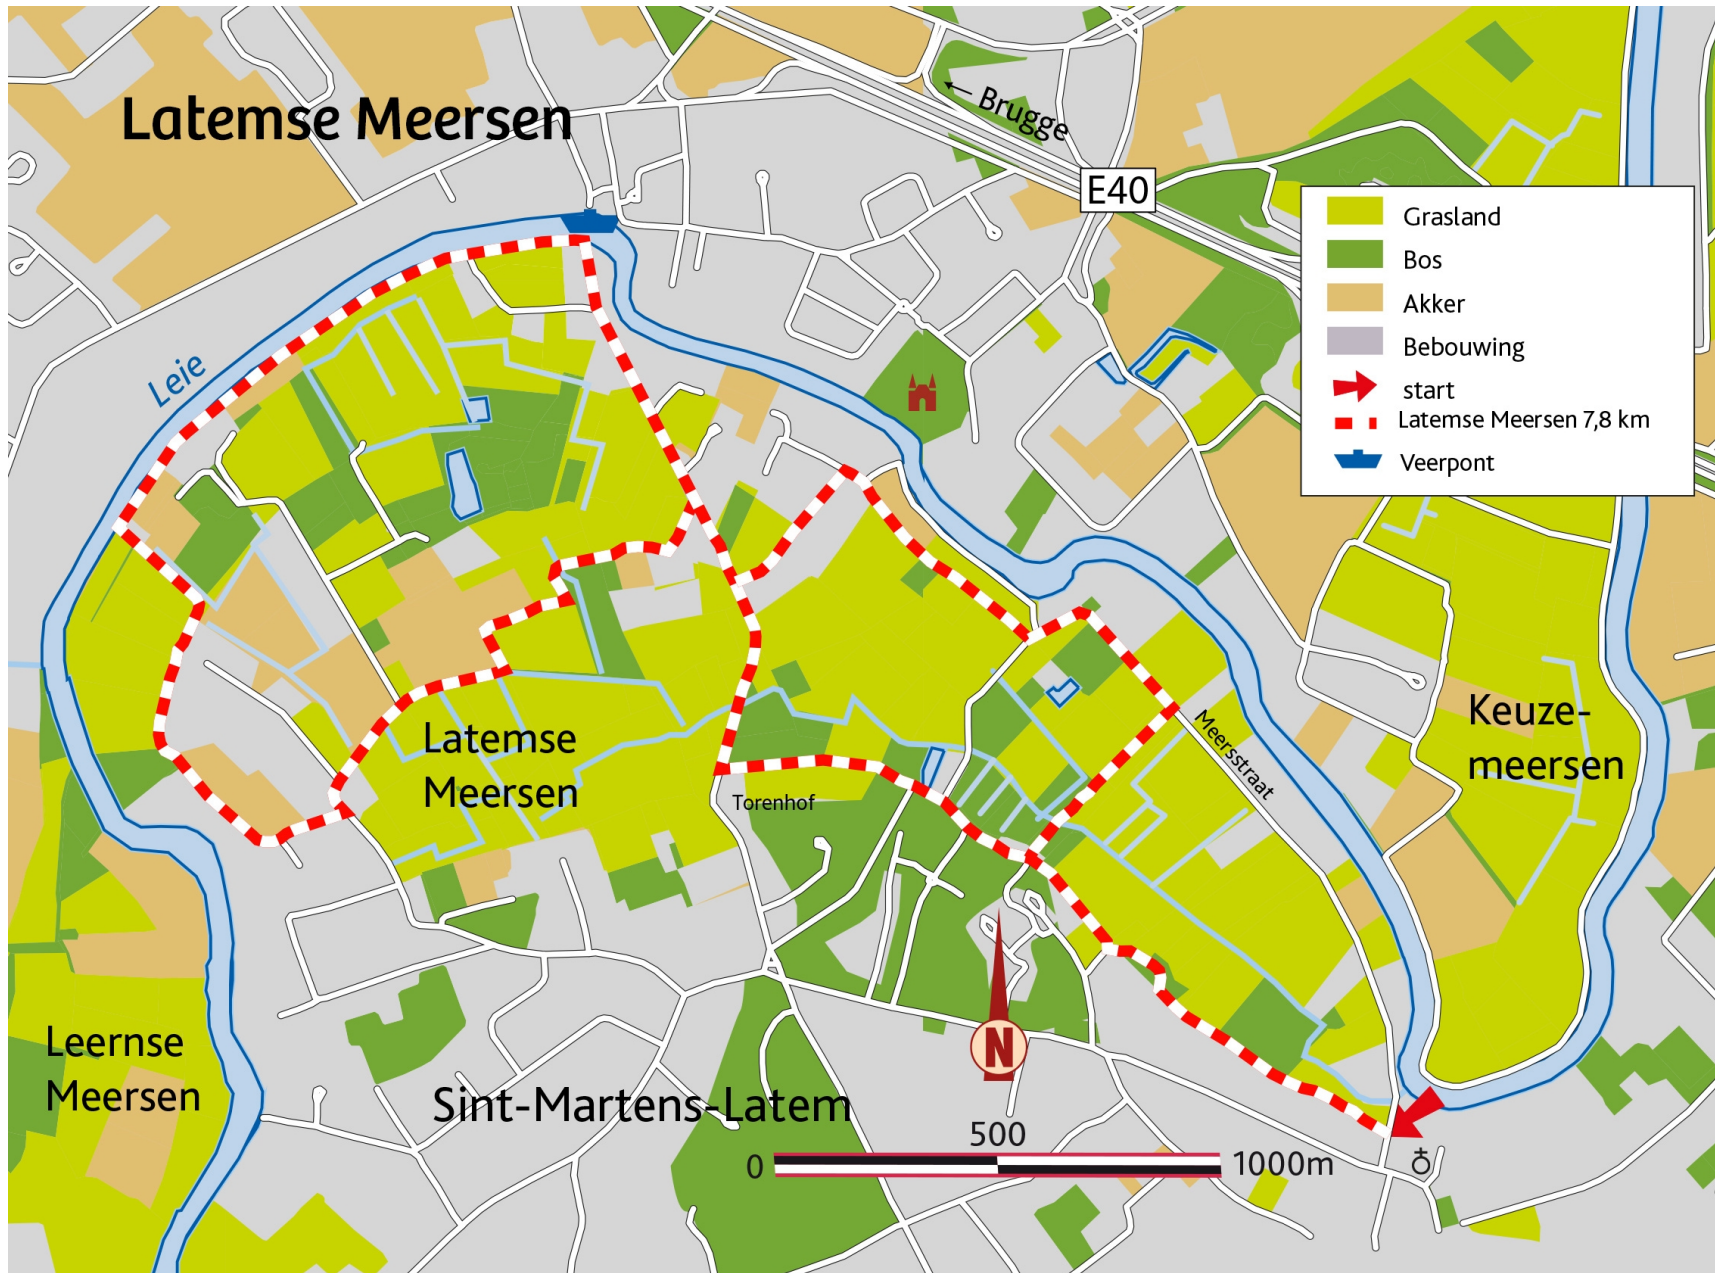 Latemse Meersen
← Brugge
E40
Grasland
Bos
Akker
Bebouwing
start
Latemse Meersen 7,8 km
Veerpont
Leie
Latemse
Meersen
Keuze-
meersen
Meersstraat
Torenhof
Leernse
Meersen
N
Sint-Martens-Latem
500
0
1000m